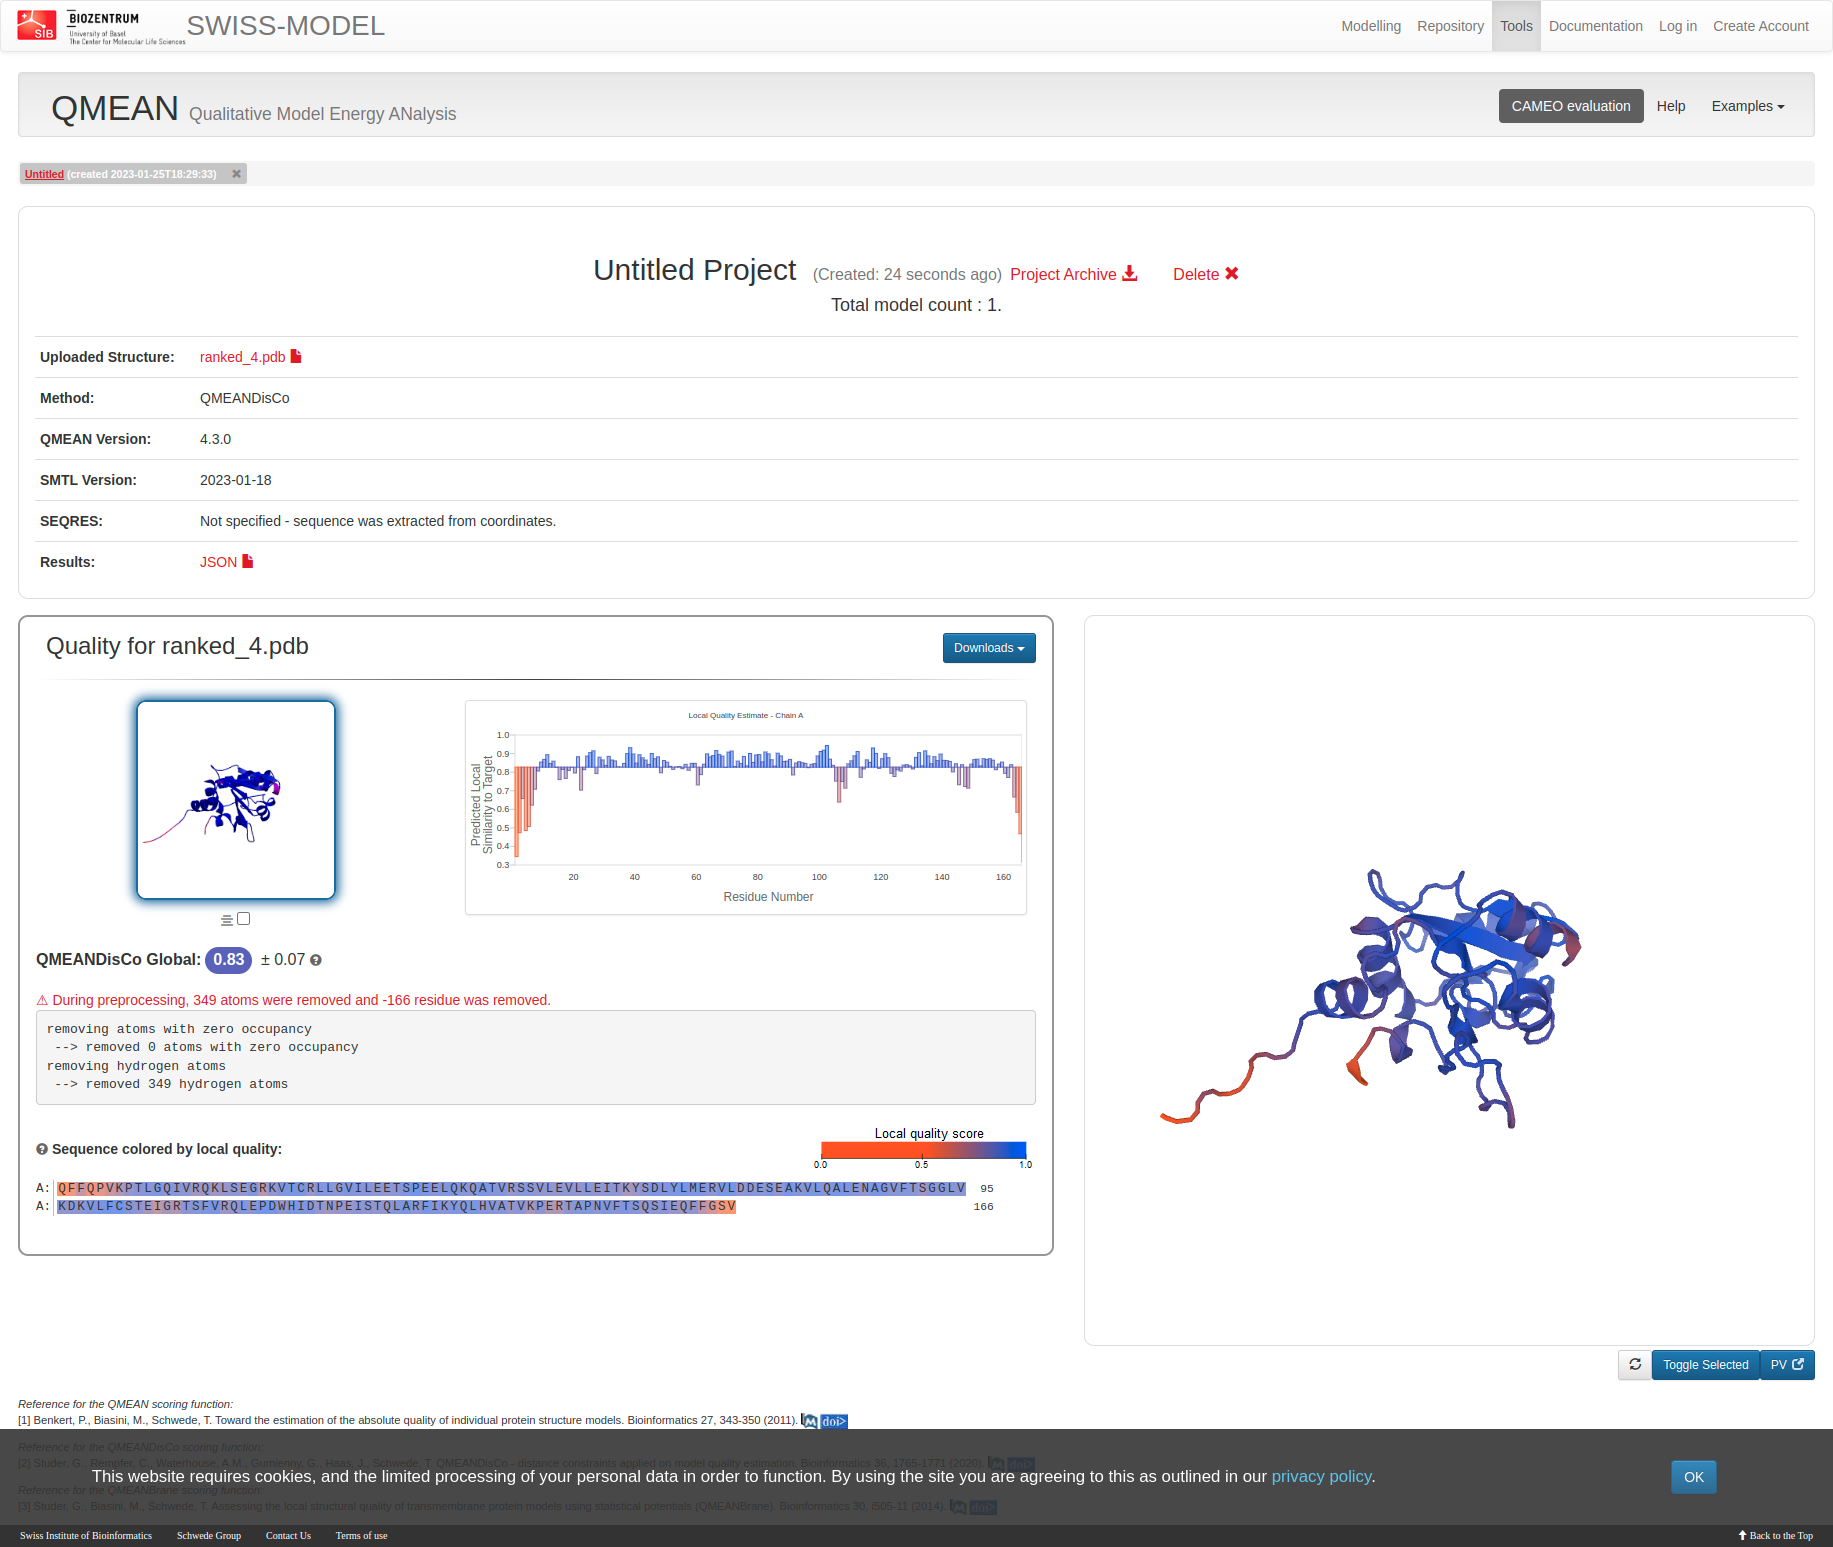 SIB
BIOZENTRUM
University of Basel
The Center for Molecular Life Sciences
SWISS-MODEL
Modelling Repository Tools Documentation Log in Create Account
QMEAN Qualitative Model Energy ANalysis
CAMEO evaluation Help Examples
Untitled (created 2023-01-25T18:29:33)
Untitled Project (Created: 24 seconds ago) Project Archive Delete
Total model count : 1.
Uploaded Structure: ranked_4.pdb
Method: QMEANDisCo
QMEAN Version: 4.3.0
SMTL Version: 2023-01-18
SEQRES: Not specified - sequence was extracted from coordinates.
Results: JSON
Quality for ranked_4.pdb
Downloads
Local Quality Estimate - Chain A
Predicted Local
Similarity to Target
1.0
0.9
0.8
0.7
0.6
0.5
0.4
0.3
20 40 60 80 100 120 140 160
Residue Number
QMEANDisCo Global: 0.83 ± 0.07
During preprocessing, 349 atoms were removed and -166 residue was removed.
removing atoms with zero occupancy
--> removed 0 atoms with zero occupancy
removing hydrogen atoms
--> removed 349 hydrogen atoms
Sequence colored by local quality:
Local quality score
0.0 0.5 1.0
A: QFFQPVKPTLGQIVRQKLSEGRKVTCRLLGVILEETSPEELQKQATVRSSVLEVLLEITKYSDLYLMERVLDDESEAKVLQALENAGVFTSGGLV 95
A: KDKVLFCSTEIGRTSFVRQLEPDWHIDTNPEISTQLARFIKYQLHVATVKPERTAPNVFTSQSIEQFFGSV 166
Toggle Selected PV
Reference for the QMEAN scoring function:
[1] Benkert, P., Biasini, M., Schwede, T. Toward the estimation of the absolute quality of individual protein structure models. Bioinformatics 27, 343-350 (2011). M doi>
Reference for the QMEANDisCo scoring function:
[2] Studer, G., Rempfer, C., Waterhouse, A.M., Gumienny, G., Haas, J., Schwede, T. QMEANDisCo - distance constraints applied on model quality estimation. Bioinformatics 36, 1765-1771 (2020). M doi>
This website requires cookies, and the limited processing of your personal data in order to function. By using the site you are agreeing to this as outlined in our privacy policy.
OK
Reference for the QMEANBrane scoring function:
[3] Studer, G., Biasini, M., Schwede, T. Assessing the local structural quality of transmembrane protein models using statistical potentials (QMEANBrane). Bioinformatics 30, i505-11 (2014). M doi>
Swiss Institute of Bioinformatics Schwede Group Contact Us Terms of use
Back to the Top